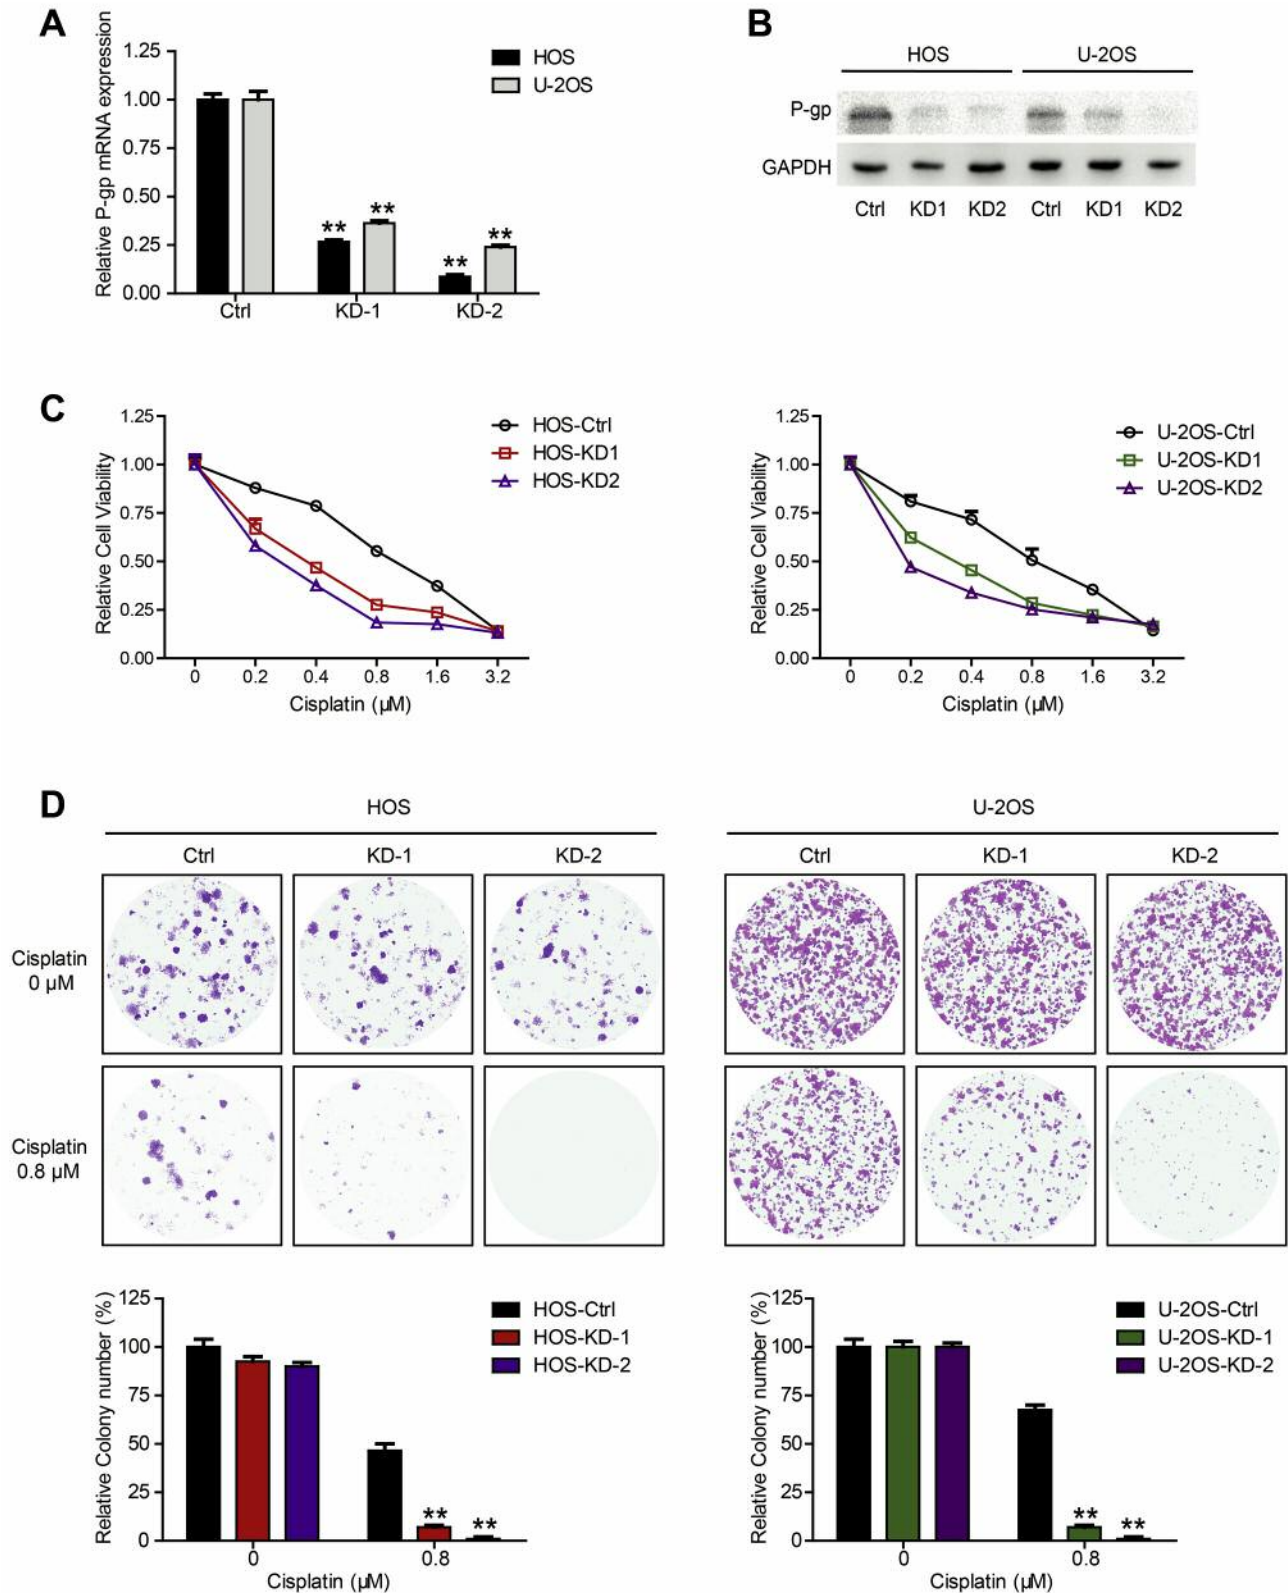 A
Relative P-gp mRNA expression
1.25
1.00
0.75
0.50
0.25
0.00
** **
** **
Ctrl KD-1 KD-2
HOS
U-2OS
B
HOS U-2OS
P-gp
GAPDH
Ctrl KD1 KD2 Ctrl KD1 KD2
C
Relative Cell Viability
1.25
1.00
0.75
0.50
0.25
0.00
0 0.2 0.4 0.8 1.6 3.2
Cisplatin (µM)
HOS-Ctrl
HOS-KD1
HOS-KD2
Relative Cell Viability
1.25
1.00
0.75
0.50
0.25
0.00
0 0.2 0.4 0.8 1.6 3.2
Cisplatin (µM)
U-2OS-Ctrl
U-2OS-KD1
U-2OS-KD2
D
HOS U-2OS
Ctrl KD-1 KD-2 Ctrl KD-1 KD-2
Cisplatin
0 µM
Cisplatin
0.8 µM
Relative Colony number (%)
125
100
75
50
25
0
** **
0 0.8
Cisplatin (µM)
HOS-Ctrl
HOS-KD-1
HOS-KD-2
Relative Colony number (%)
125
100
75
50
25
0
** **
0 0.8
Cisplatin (µM)
U-2OS-Ctrl
U-2OS-KD-1
U-2OS-KD-2